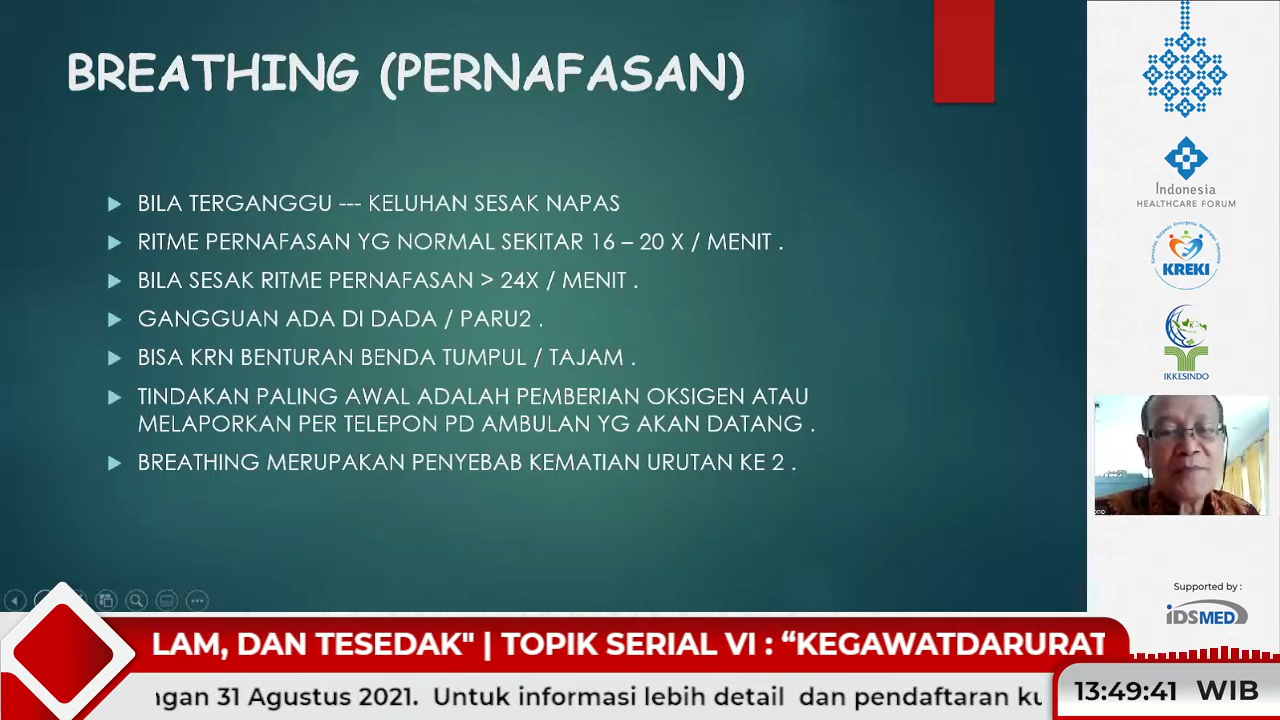 BREATHING (PERNAFASAN)
BILA TERGANGGU --- KELUHAN SESAK NAPAS
RITME PERNAFASAN YG NORMAL SEKITAR 16 – 20 X / MENIT .
BILA SESAK RITME PERNAFASAN > 24X / MENIT .
GANGGUAN ADA DI DADA / PARU2 .
BISA KRN BENTURAN BENDA TUMPUL / TAJAM .
TINDAKAN PALING AWAL ADALAH PEMBERIAN OKSIGEN ATAU
MELAPORKAN PER TELEPON PD AMBULAN YG AKAN DATANG .
BREATHING MERUPAKAN PENYEBAB KEMATIAN URUTAN KE 2 .
Indonesia
HEALTHCARE FORUM
KREKI
IKKESINDO
Supported by :
iDSMED
LAM, DAN TESEDAK" | TOPIK SERIAL VI : “KEGAWATDARURAT
ngan 31 Agustus 2021. Untuk informasi lebih detail dan pendaftaran ku
13:49:41 WIB